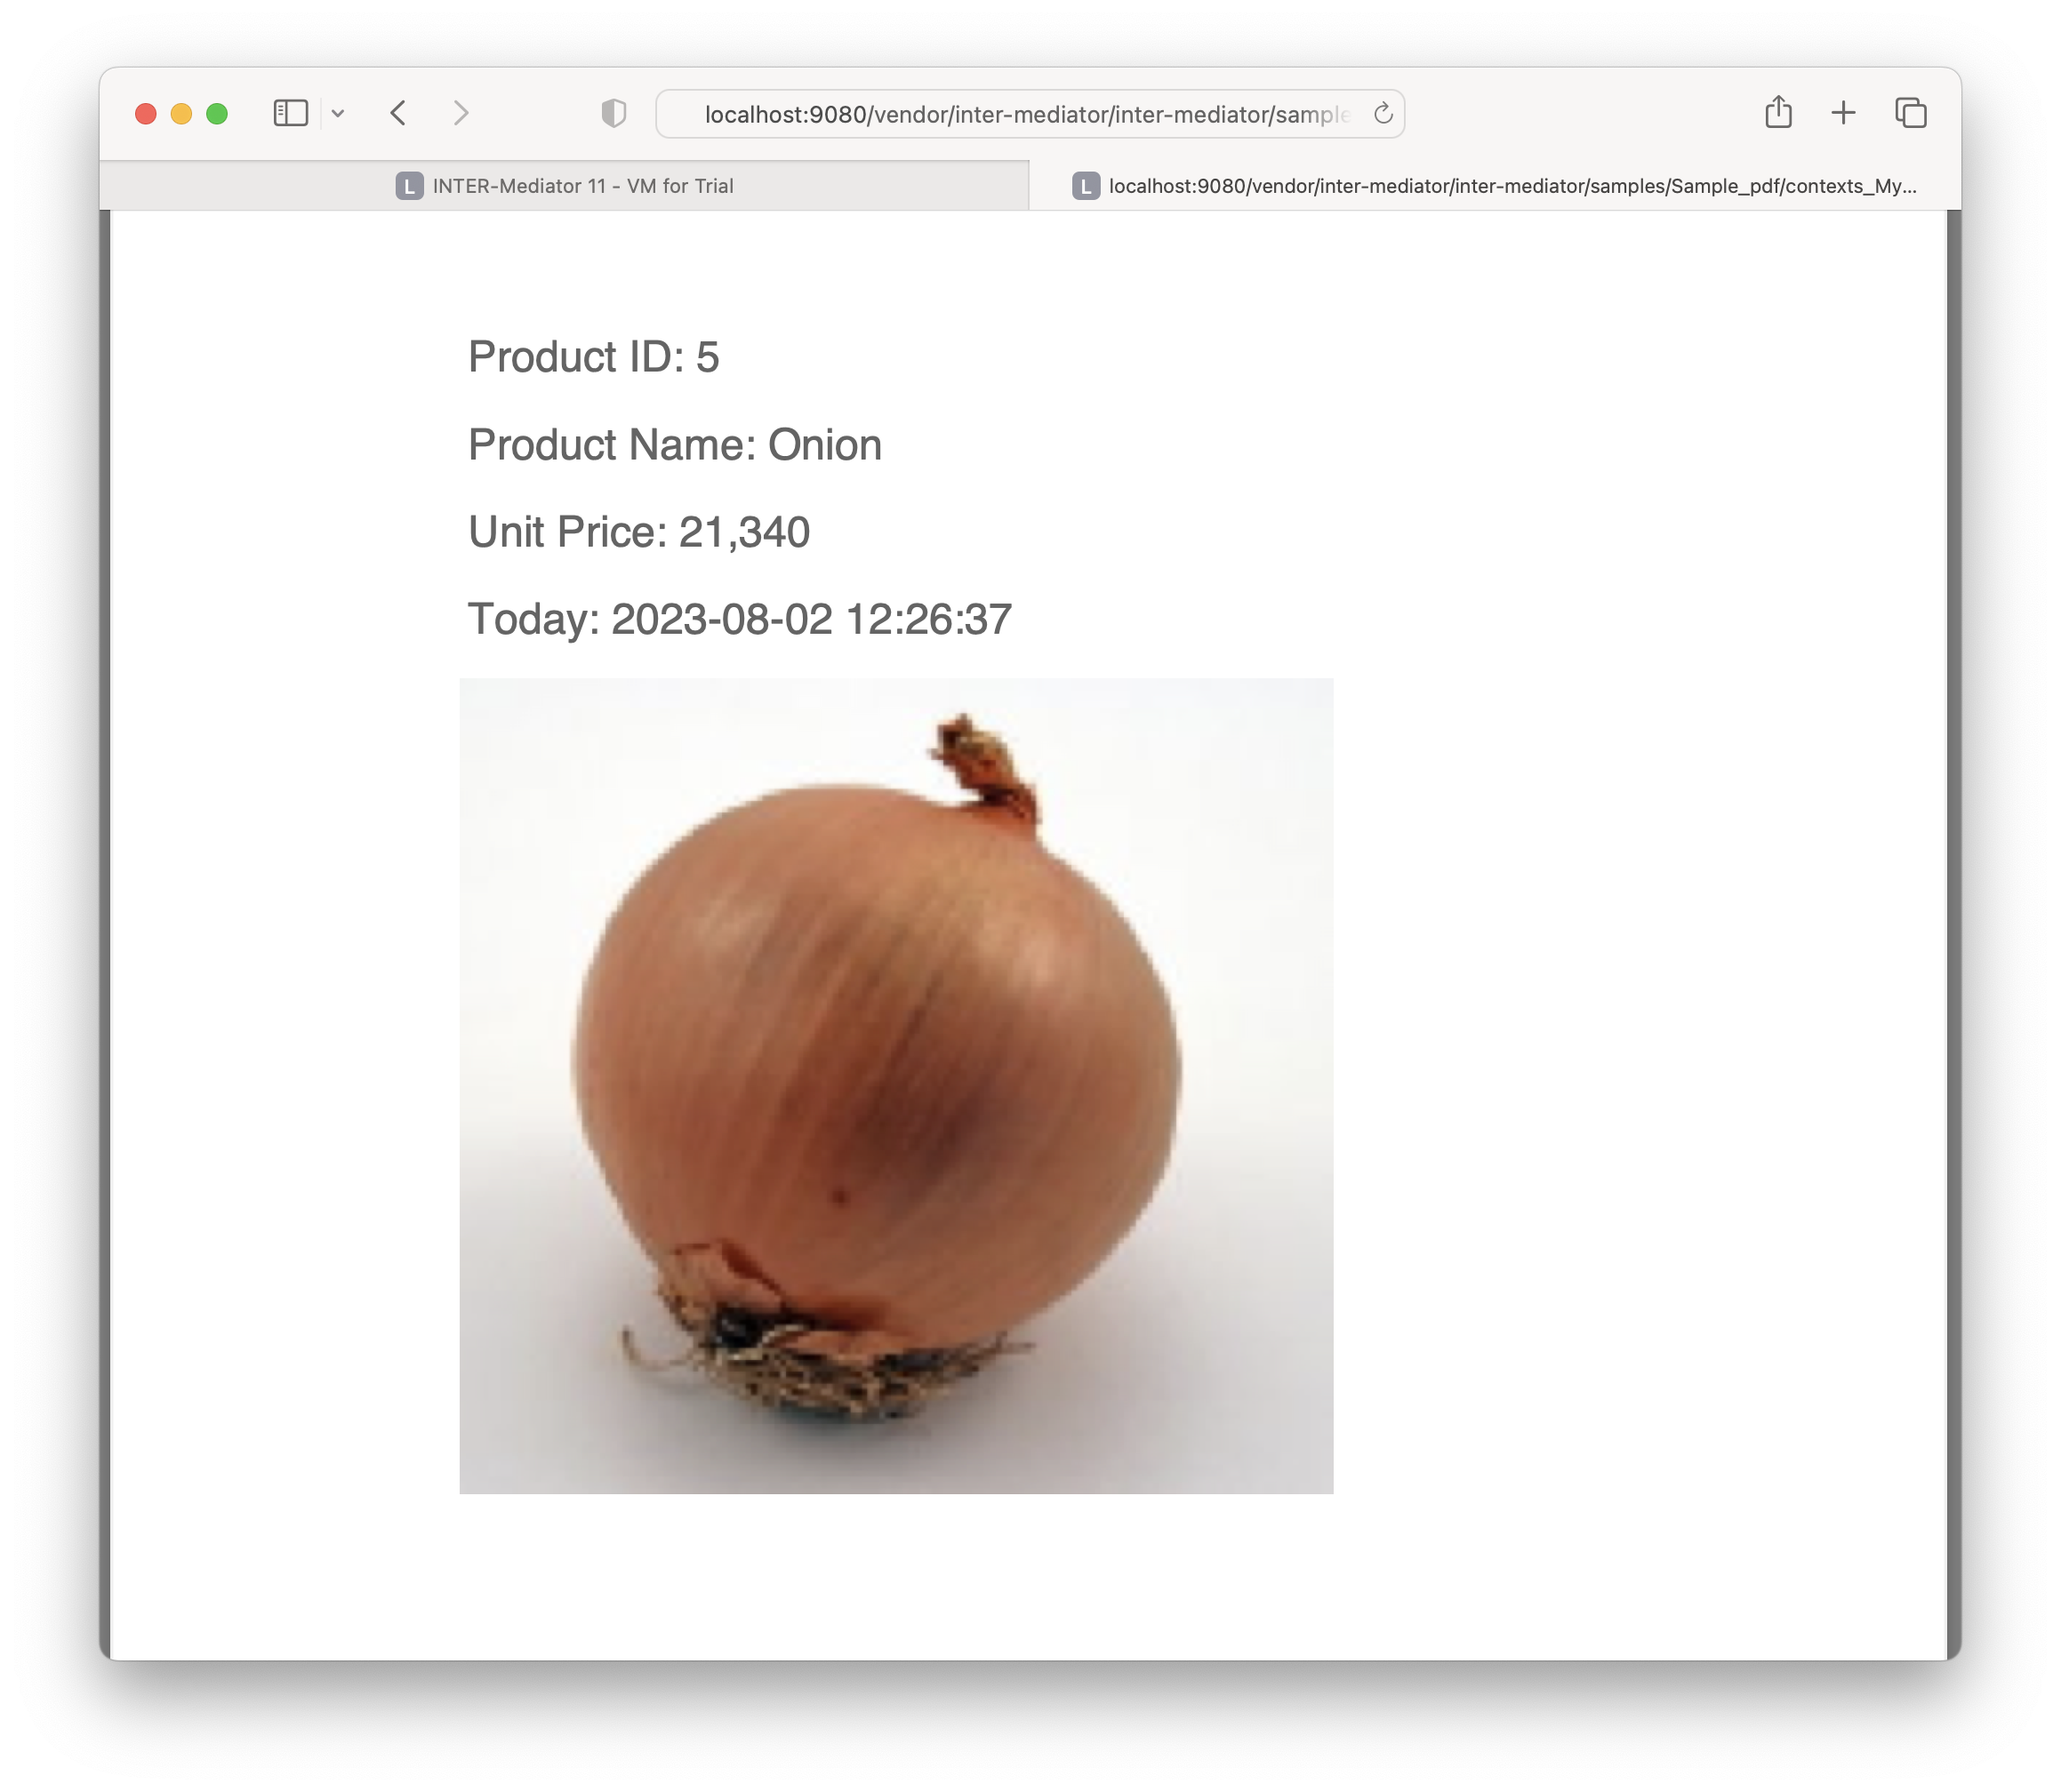 localhost:9080/vendor/inter-mediator/inter-mediator/sample
L INTER-Mediator 11 - VM for Trial
L localhost:9080/vendor/inter-mediator/inter-mediator/samples/Sample_pdf/contexts_My...
Product ID: 5
Product Name: Onion
Unit Price: 21,340
Today: 2023-08-02 12:26:37